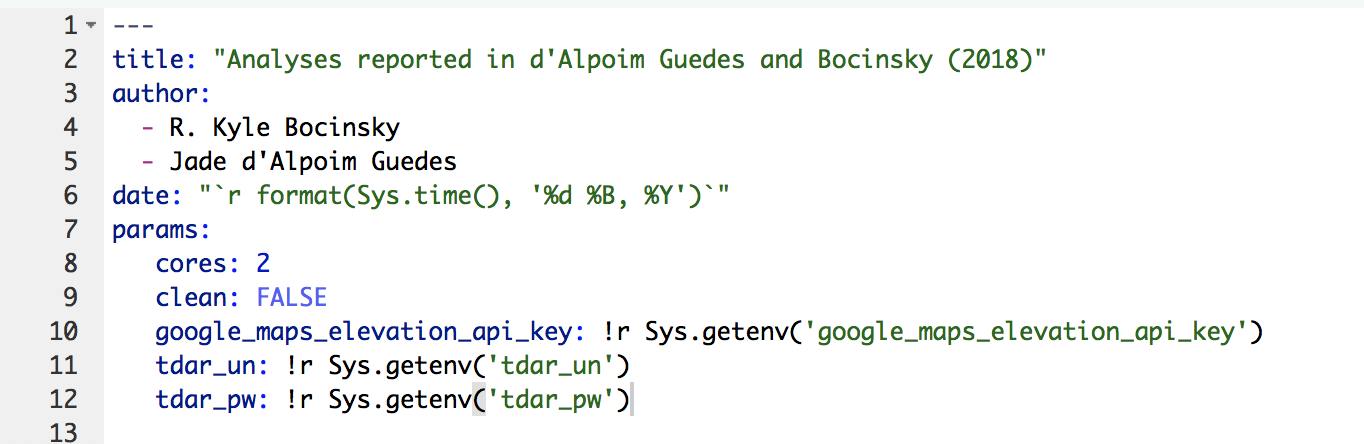 1 ---
2 title: "Analyses reported in d'Alpoim Guedes and Bocinsky (2018)"
3 author:
4   - R. Kyle Bocinsky
5   - Jade d'Alpoim Guedes
6 date: "`r format(Sys.time(), '%d %B, %Y')`"
7 params:
8    cores: 2
9    clean: FALSE
10    google_maps_elevation_api_key: !r Sys.getenv('google_maps_elevation_api_key')
11    tdar_un: !r Sys.getenv('tdar_un')
12    tdar_pw: !r Sys.getenv('tdar_pw')
13